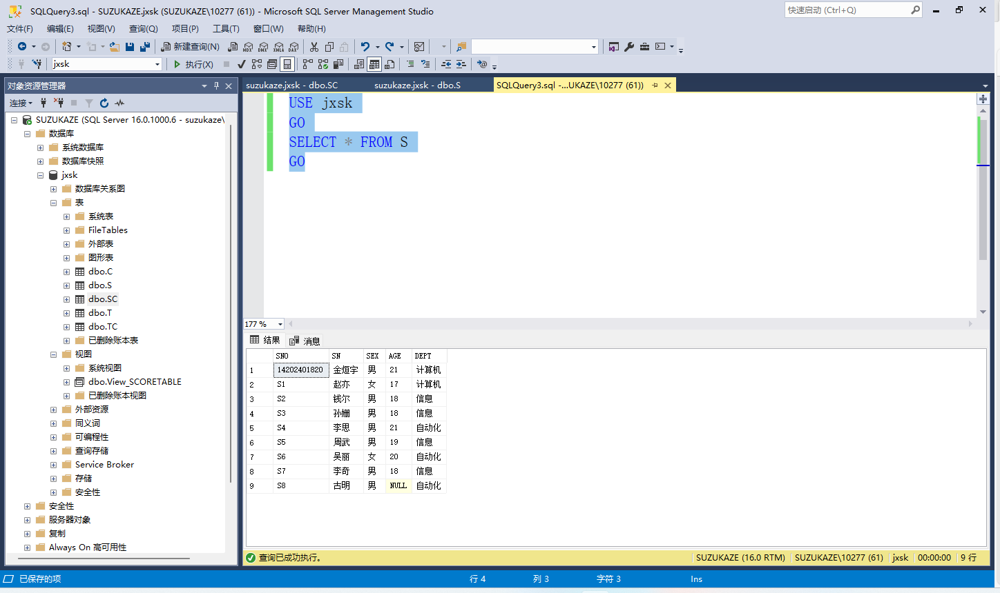 SQLQuery3.sql - SUZUKAZE.jxsk (SUZUKAZE\10277 (61)) - Microsoft SQL Server Management Studio
快速启动 (Ctrl+Q)
文件(F) 编辑(E) 视图(V) 查询(Q) 项目(P) 工具(T) 窗口(W) 帮助(H)
新建查询(N) MDX DMX XMLA DAX
jxsk 执行(X)
对象资源管理器
连接
SUZUKAZE (SQL Server 16.0.1000.6 - suzukaze\
数据库
系统数据库
数据库快照
jxsk
数据库关系图
表
系统表
FileTables
外部表
图形表
dbo.C
dbo.S
dbo.SC
dbo.T
dbo.TC
已删除账本表
视图
系统视图
dbo.View_SCORETABLE
已删除账本视图
外部资源
同义词
可编程性
查询存储
Service Broker
存储
安全性
安全性
服务器对象
复制
Always On 高可用性
suzukaze.jxsk - dbo.SC suzukaze.jxsk - dbo.S SQLQuery3.sql -...UKAZE\10277 (61))
USE jxsk
GO
SELECT * FROM S
GO
177 %
结果 消息
SNO SN SEX AGE DEPT
1 14202401820 金烜宇 男 21 计算机
2 S1 赵亦 女 17 计算机
3 S2 钱尔 男 18 信息
4 S3 孙姗 男 18 信息
5 S4 李思 男 21 自动化
6 S5 周武 男 19 信息
7 S6 吴丽 女 20 自动化
8 S7 李奇 男 18 信息
9 S8 古明 男 NULL 自动化
查询已成功执行。 SUZUKAZE (16.0 RTM) SUZUKAZE\10277 (61) jxsk 00:00:00 9 行
已保存的项 行 4 列 3 字符 3 Ins